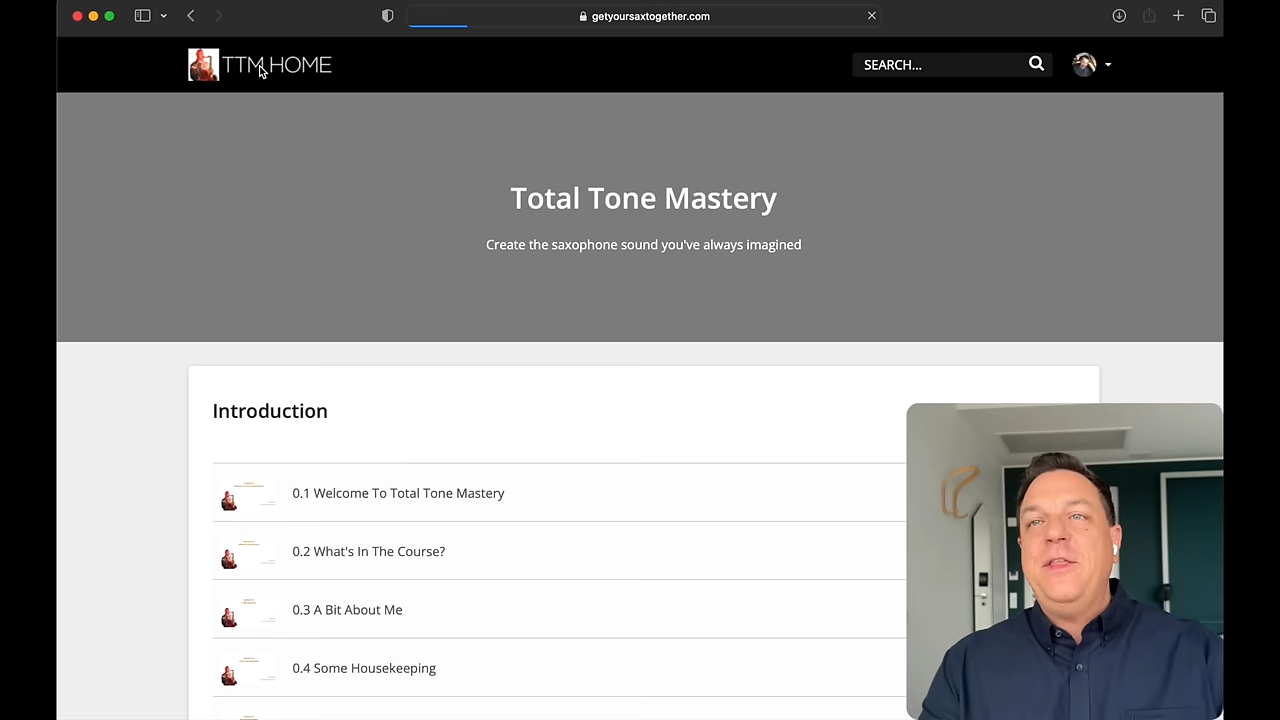 getyoursaxtogether.com
TTM HOME
SEARCH...
Total Tone Mastery
Create the saxophone sound you've always imagined
Introduction
0.1 Welcome To Total Tone Mastery
0.2 What's In The Course?
0.3 A Bit About Me
0.4 Some Housekeeping